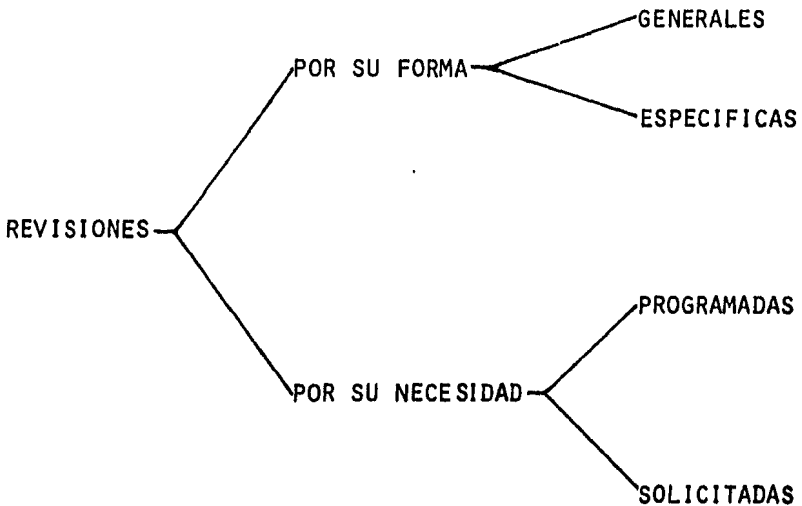 GENERALES
POR SU FORMA
ESPECIFICAS
REVISIONES
PROGRAMADAS
POR SU NECESIDAD
SOLICITADAS